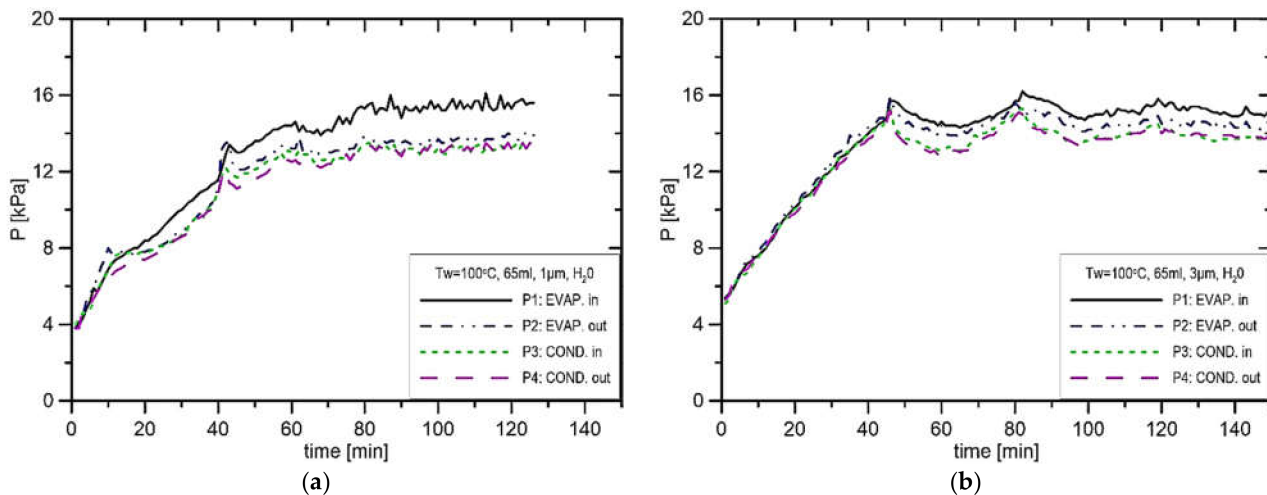 20
16
12
8
4
0
P [kPa]
Tw=100°C, 65ml, 1µm, H₂0
P1: EVAP. in
P2: EVAP. out
P3: COND. in
P4: COND. out
0 20 40 60 80 100 120 140
time [min]
(a)
20
16
12
8
4
0
P [kPa]
Tw=100°C, 65ml, 3µm, H₂0
P1: EVAP. in
P2: EVAP. out
P3: COND. in
P4: COND. out
0 20 40 60 80 100 120 140
time [min]
(b)